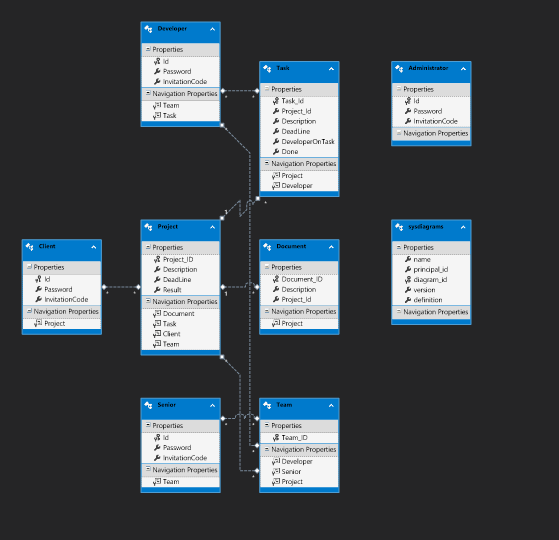 Developer
Properties
Id
Password
InvitationCode
Navigation Properties
Team
Task
Task
Properties
Task_Id
Project_Id
Description
DeadLine
DeveloperOnTask
Done
Navigation Properties
Project
Developer
Administrator
Properties
Id
Password
InvitationCode
Navigation Properties
Client
Properties
Id
Password
InvitationCode
Navigation Properties
Project
Project
Properties
Project_ID
Description
DeadLine
Result
Navigation Properties
Document
Task
Client
Team
Document
Properties
Document_ID
Description
Project_Id
Navigation Properties
Project
sysdiagrams
Properties
name
principal_id
diagram_id
version
definition
Navigation Properties
Senior
Properties
Id
Password
InvitationCode
Navigation Properties
Team
Team
Properties
Team_ID
Navigation Properties
Developer
Senior
Project